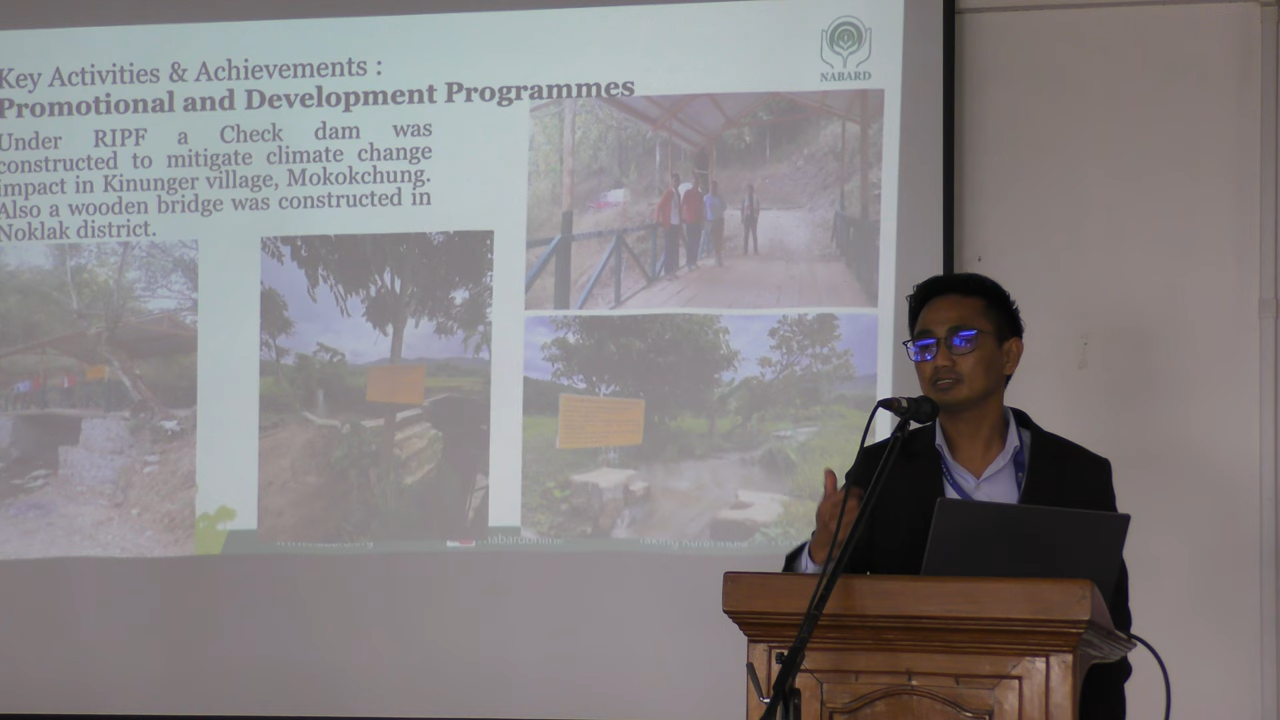 Key Activities & Achievements :
Promotional and Development Programmes
Under RIPF a Check dam was
constructed to mitigate climate change
impact in Kinunger village, Mokokchung.
Also a wooden bridge was constructed in
Noklak district.
NABARD
nabardonline